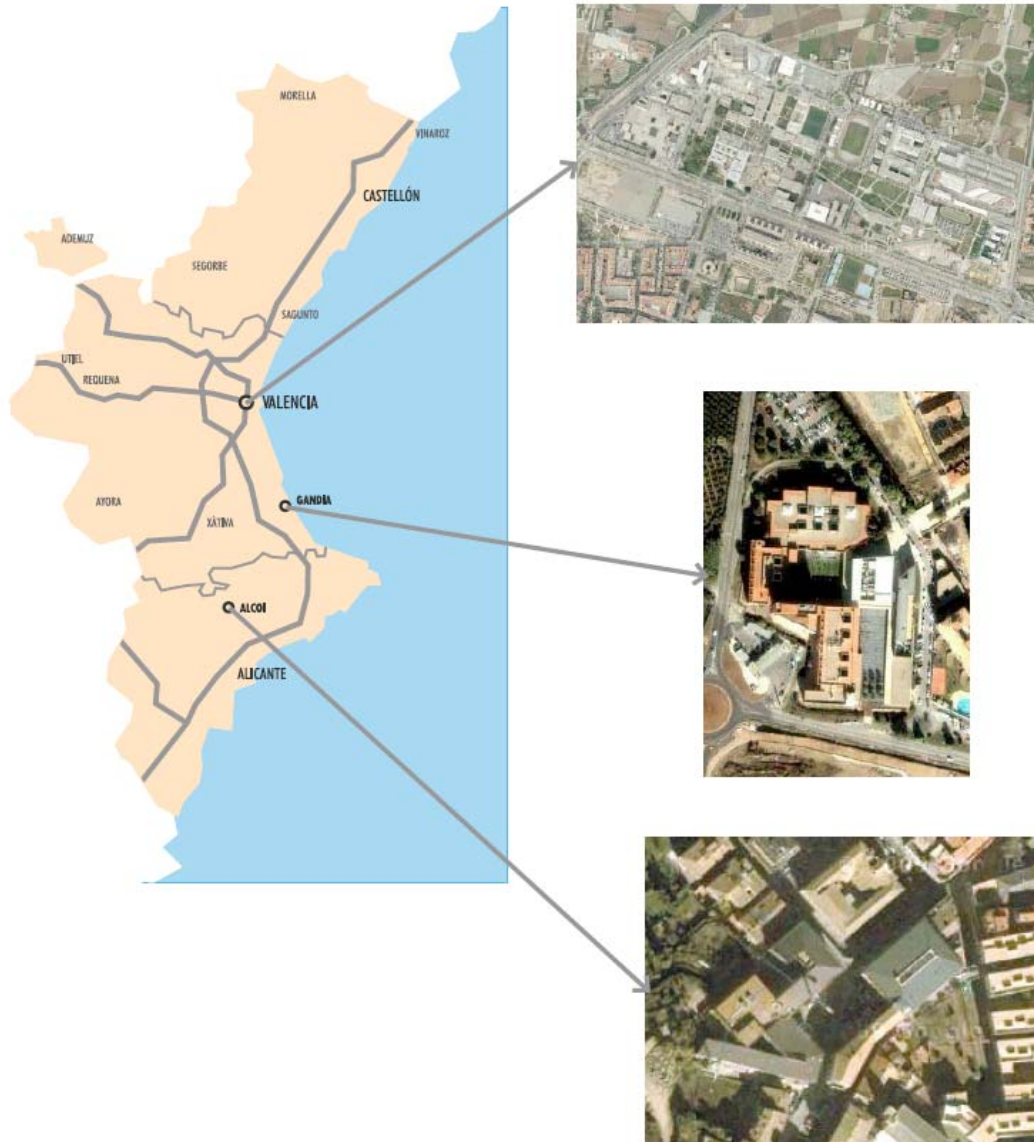 MORELLA
VINAROZ
CASTELLÓN
ADEMUZ
SEGORBE
SAGUNTO
UTIEL
REQUENA
VALENCIA
AYORA
GANDIA
XÀTIVA
ALCOI
ALICANTE